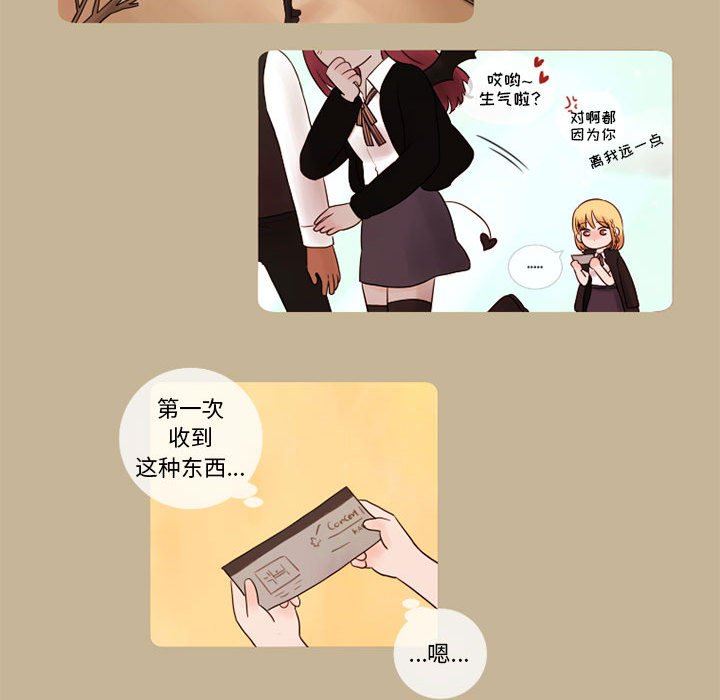 哎哟~
生气啦?
对啊都
因为你
离我远一点
.....
第一次
收到
这种东西...
Concert
...嗯...